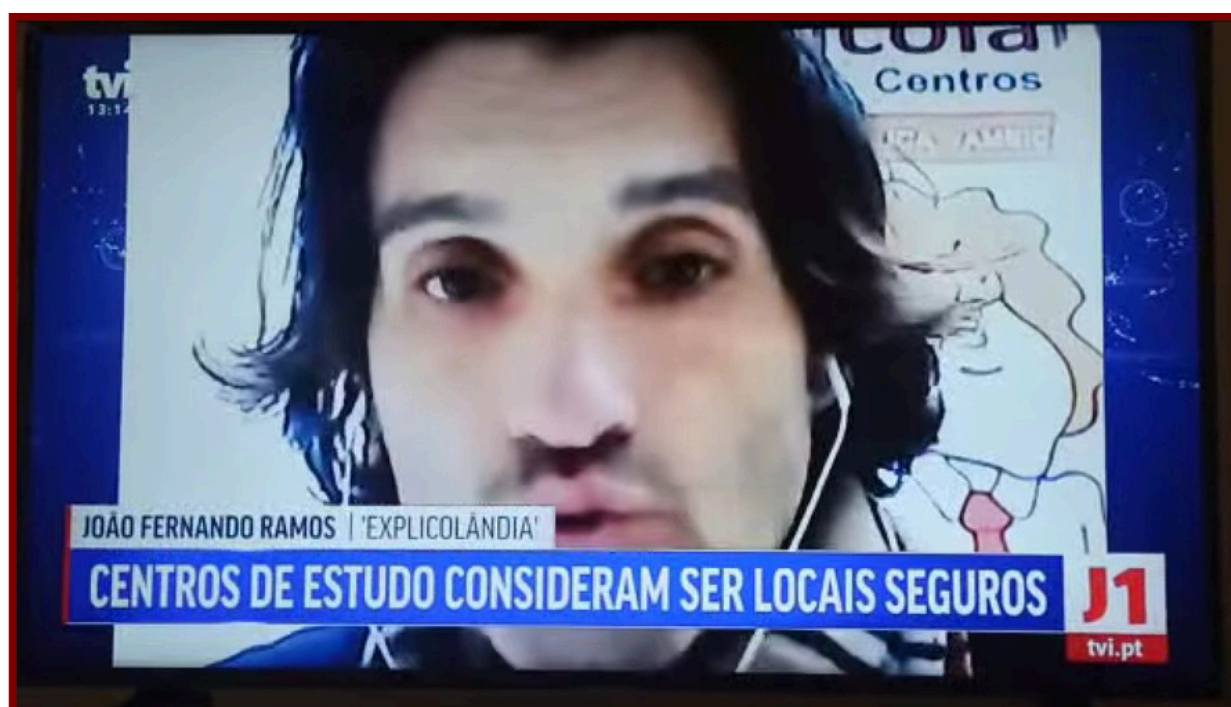 tvi
13:14
Centros
JOÃO FERNANDO RAMOS | 'EXPLICOLÂNDIA'
CENTROS DE ESTUDO CONSIDERAM SER LOCAIS SEGUROS
J1
tvi.pt